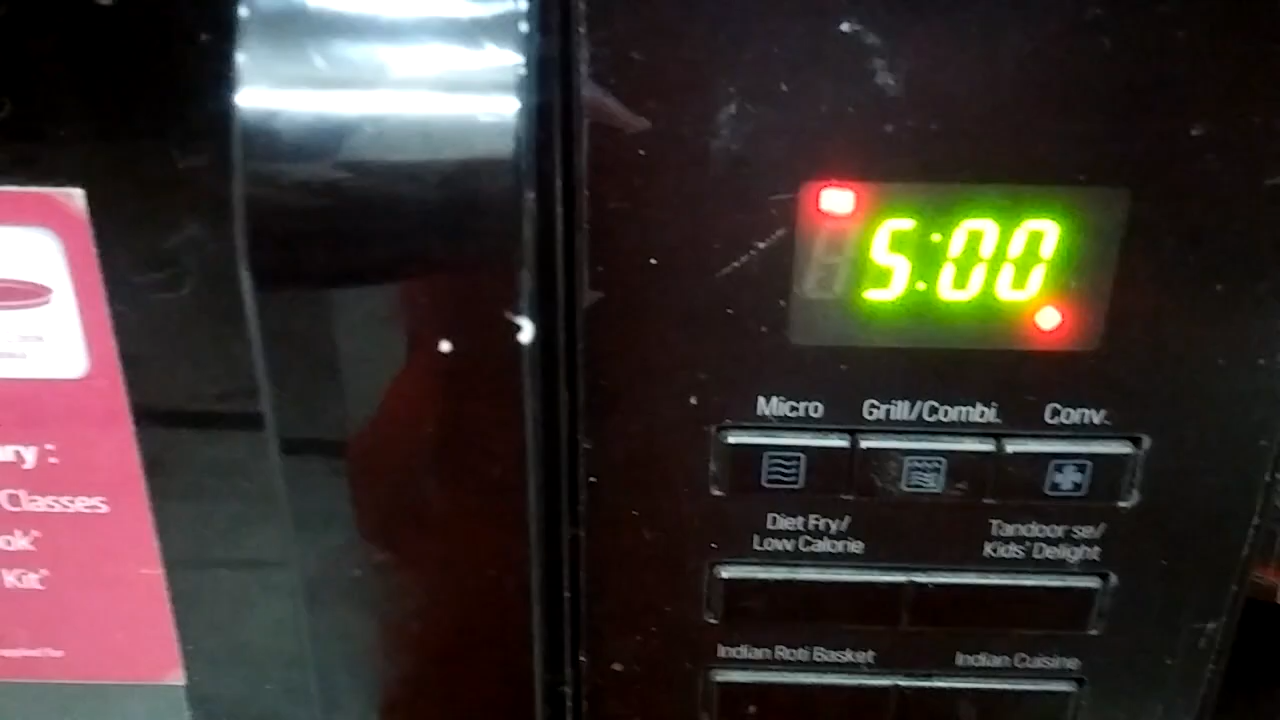 5:00
Micro Grill/Combi. Conv.
Diet Fry/ Tandoor se/
Low Calorie Kids' Delight
Indian Roti Basket Indian Cuisine
ary :
Classes
ok"
Kit"